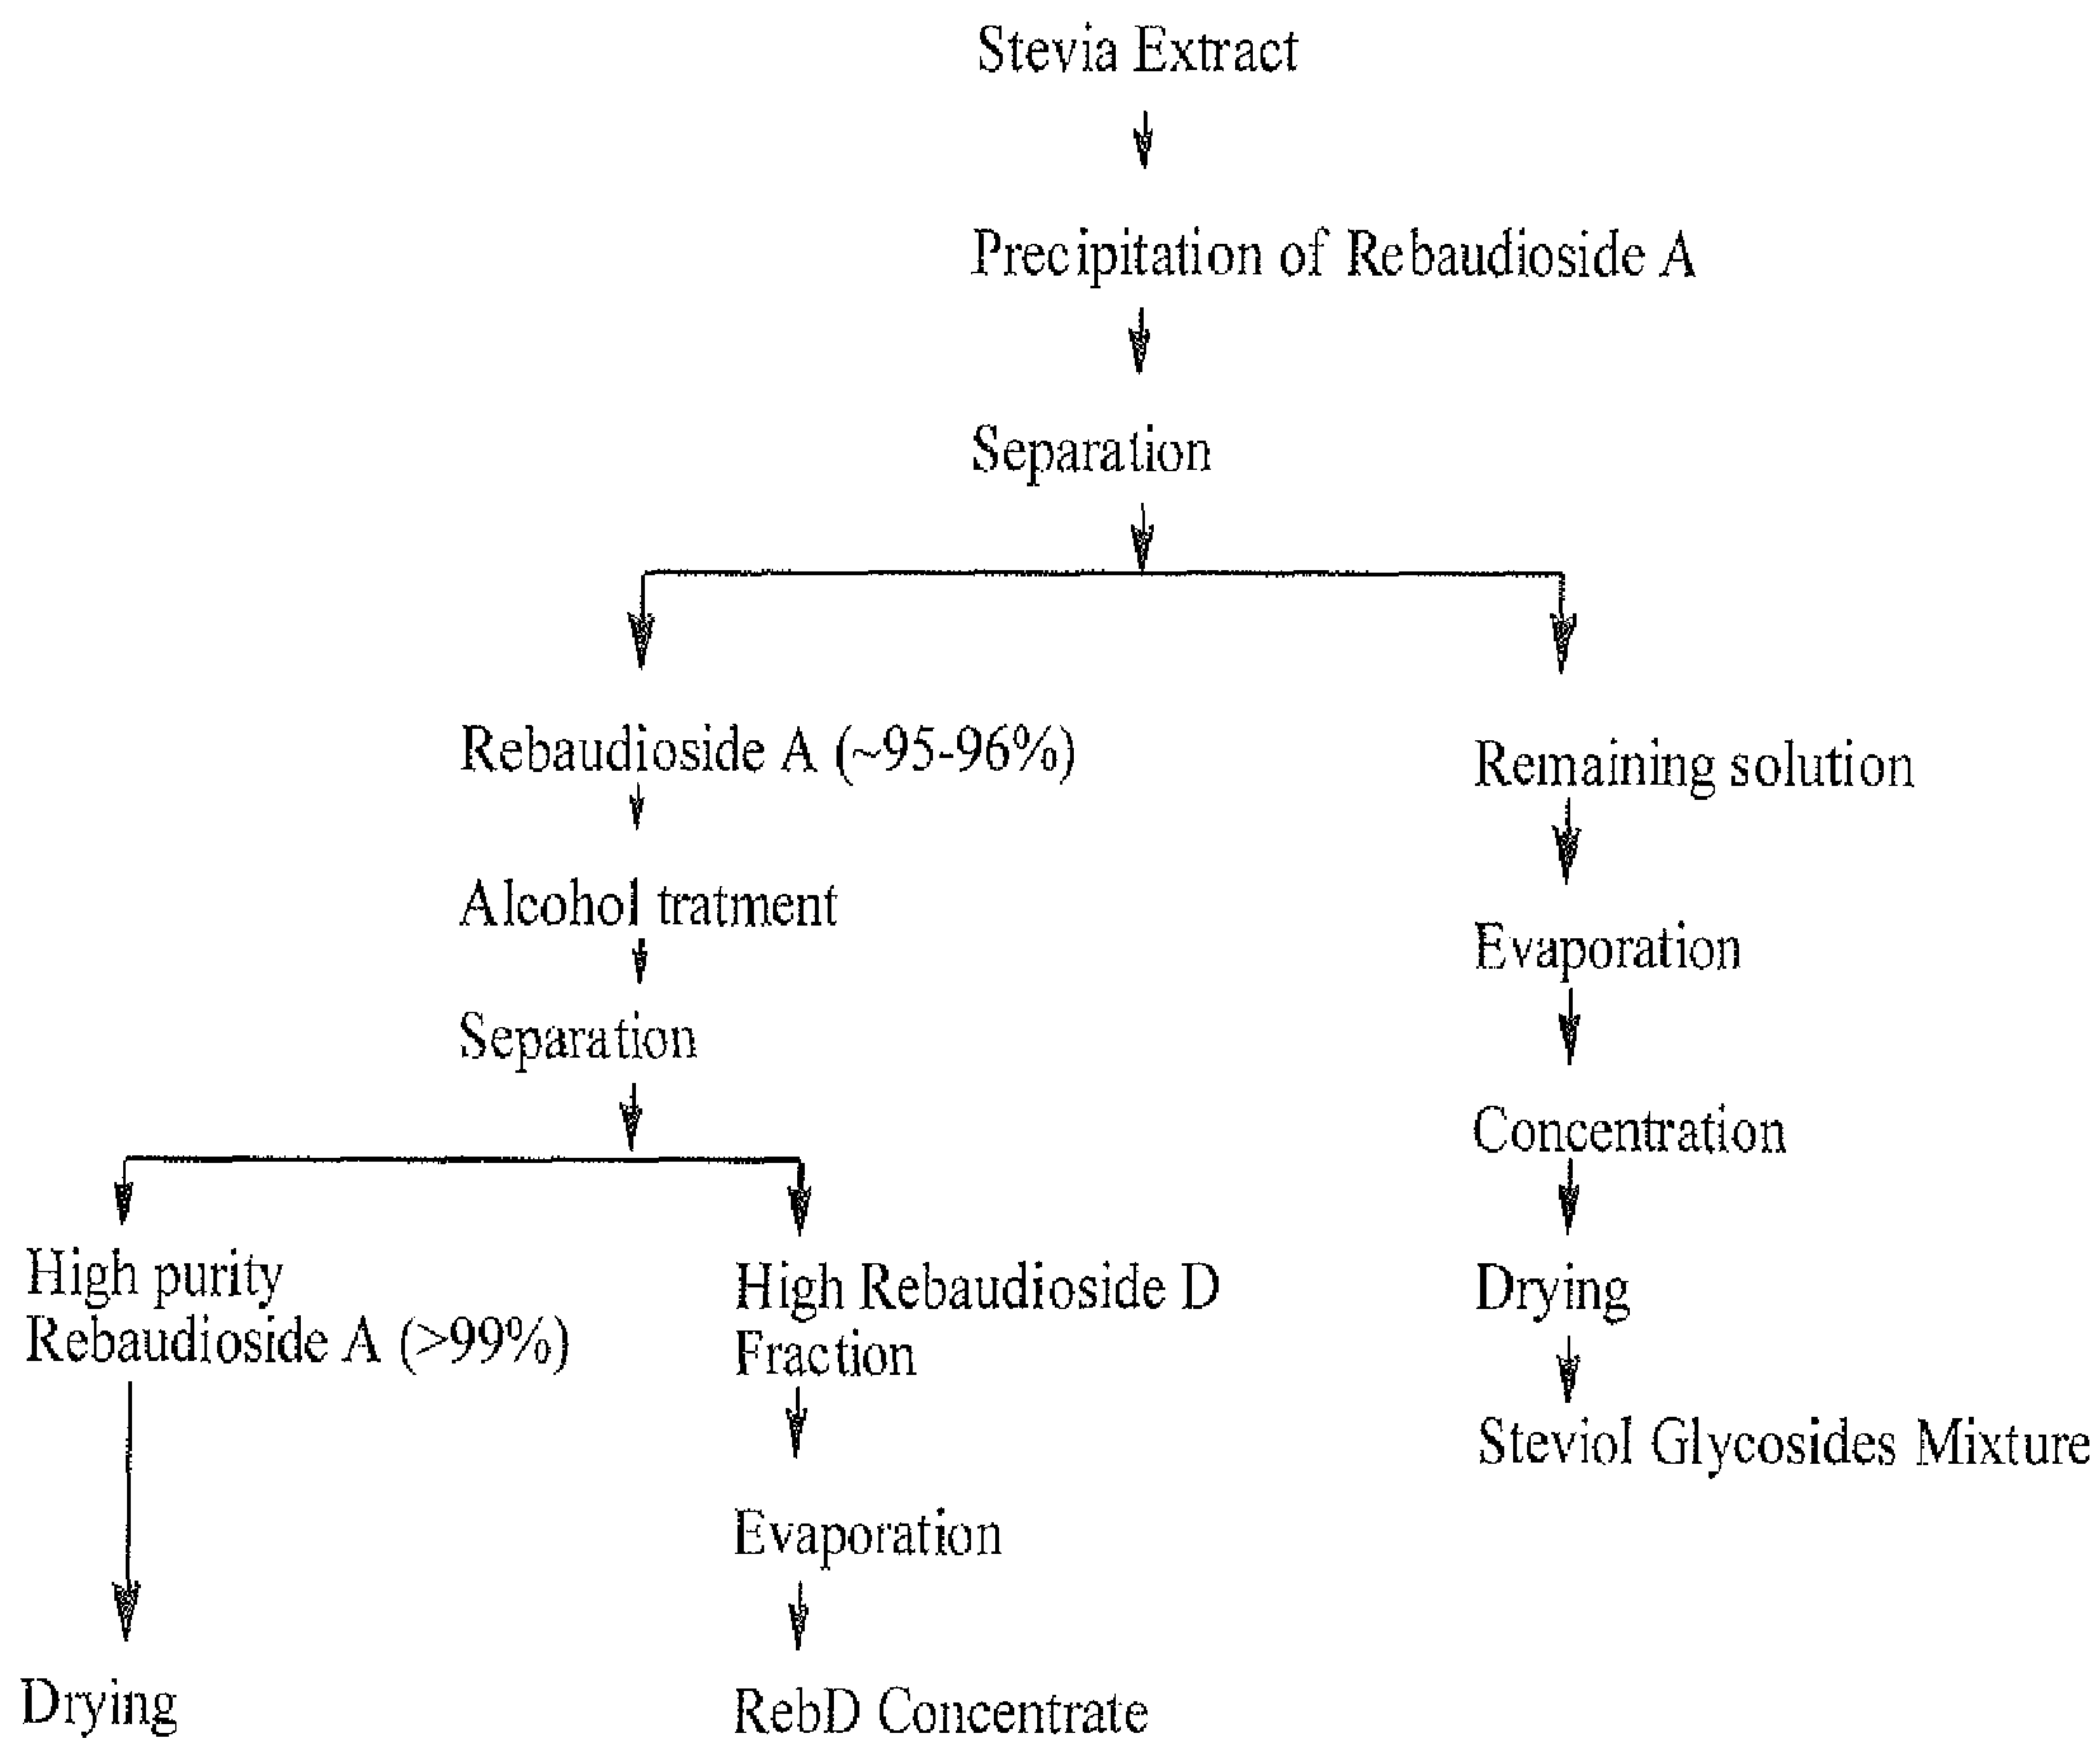 Stevia Extract
Precipitation of Rebaudioside A
Separation
Rebaudioside A (~95-96%)
Alcohol tratment
Separation
High purity
Rebaudioside A (>99%)
Drying
High Rebaudioside D
Fraction
Evaporation
RebD Concentrate
Remaining solution
Evaporation
Concentration
Drying
Steviol Glycosides Mixture